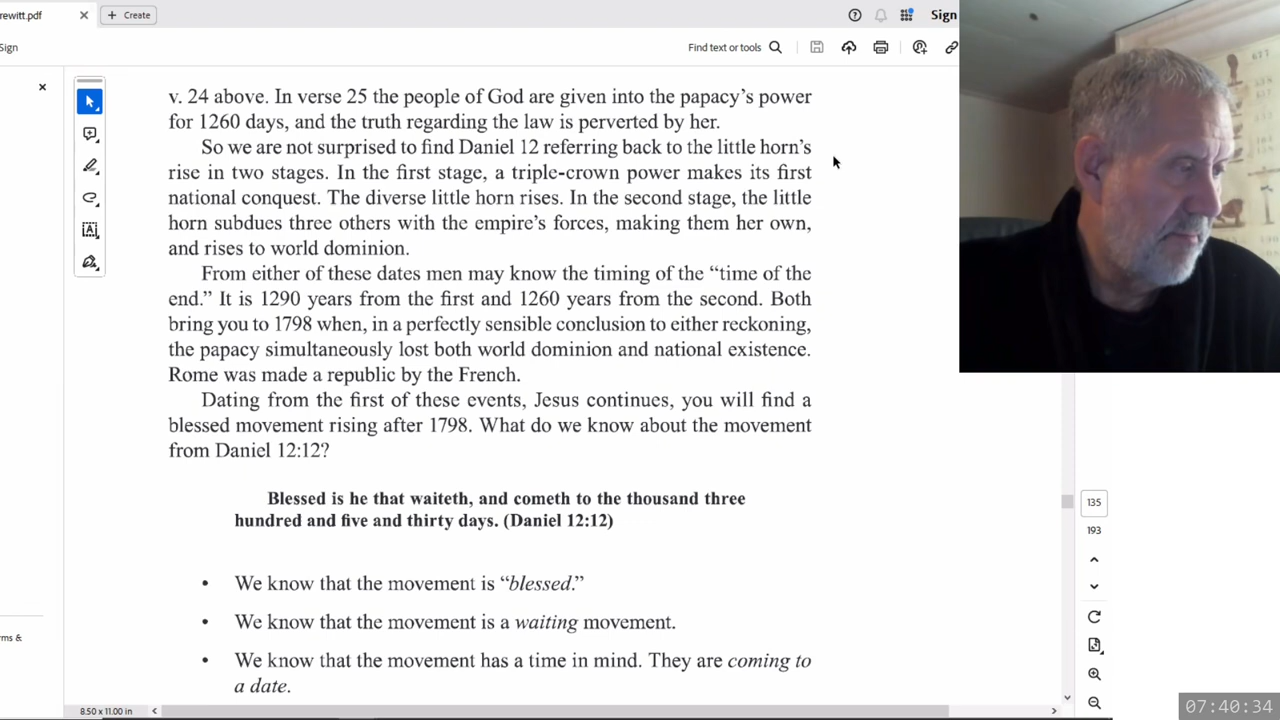 rewitt.pdf
Create
Sign
Sign
Find text or tools
v. 24 above. In verse 25 the people of God are given into the papacy's power
for 1260 days, and the truth regarding the law is perverted by her.
So we are not surprised to find Daniel 12 referring back to the little horn's
rise in two stages. In the first stage, a triple-crown power makes its first
national conquest. The diverse little horn rises. In the second stage, the little
horn subdues three others with the empire's forces, making them her own,
and rises to world dominion.
From either of these dates men may know the timing of the “time of the
end.” It is 1290 years from the first and 1260 years from the second. Both
bring you to 1798 when, in a perfectly sensible conclusion to either reckoning,
the papacy simultaneously lost both world dominion and national existence.
Rome was made a republic by the French.
Dating from the first of these events, Jesus continues, you will find a
blessed movement rising after 1798. What do we know about the movement
from Daniel 12:12?
Blessed is he that waiteth, and cometh to the thousand three
hundred and five and thirty days. (Daniel 12:12)
• We know that the movement is “blessed.”
• We know that the movement is a waiting movement.
• We know that the movement has a time in mind. They are coming to
a date.
135
193
ms &
8.50 x 11.00 in
07:40:34